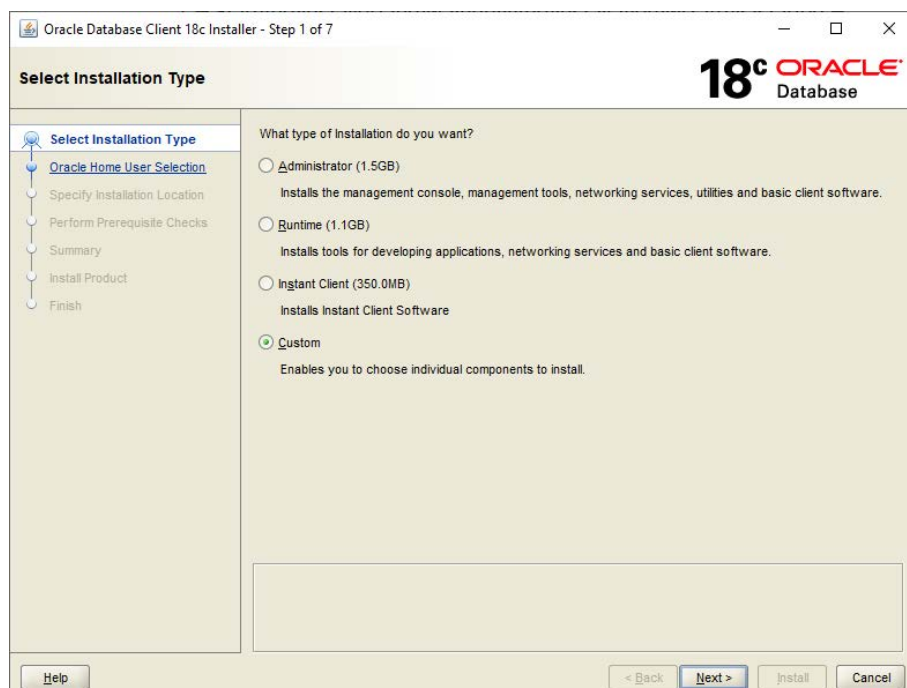 Oracle Database Client 18c Installer - Step 1 of 7
Select Installation Type
18c ORACLE
Database
Select Installation Type
Oracle Home User Selection
Specify Installation Location
Perform Prerequisite Checks
Summary
Install Product
Finish
What type of Installation do you want?
Administrator (1.5GB)
Installs the management console, management tools, networking services, utilities and basic client software.
Runtime (1.1GB)
Installs tools for developing applications, networking services and basic client software.
Instant Client (350.0MB)
Installs Instant Client Software
Custom
Enables you to choose individual components to install.
Help
< Back
Next >
Install
Cancel